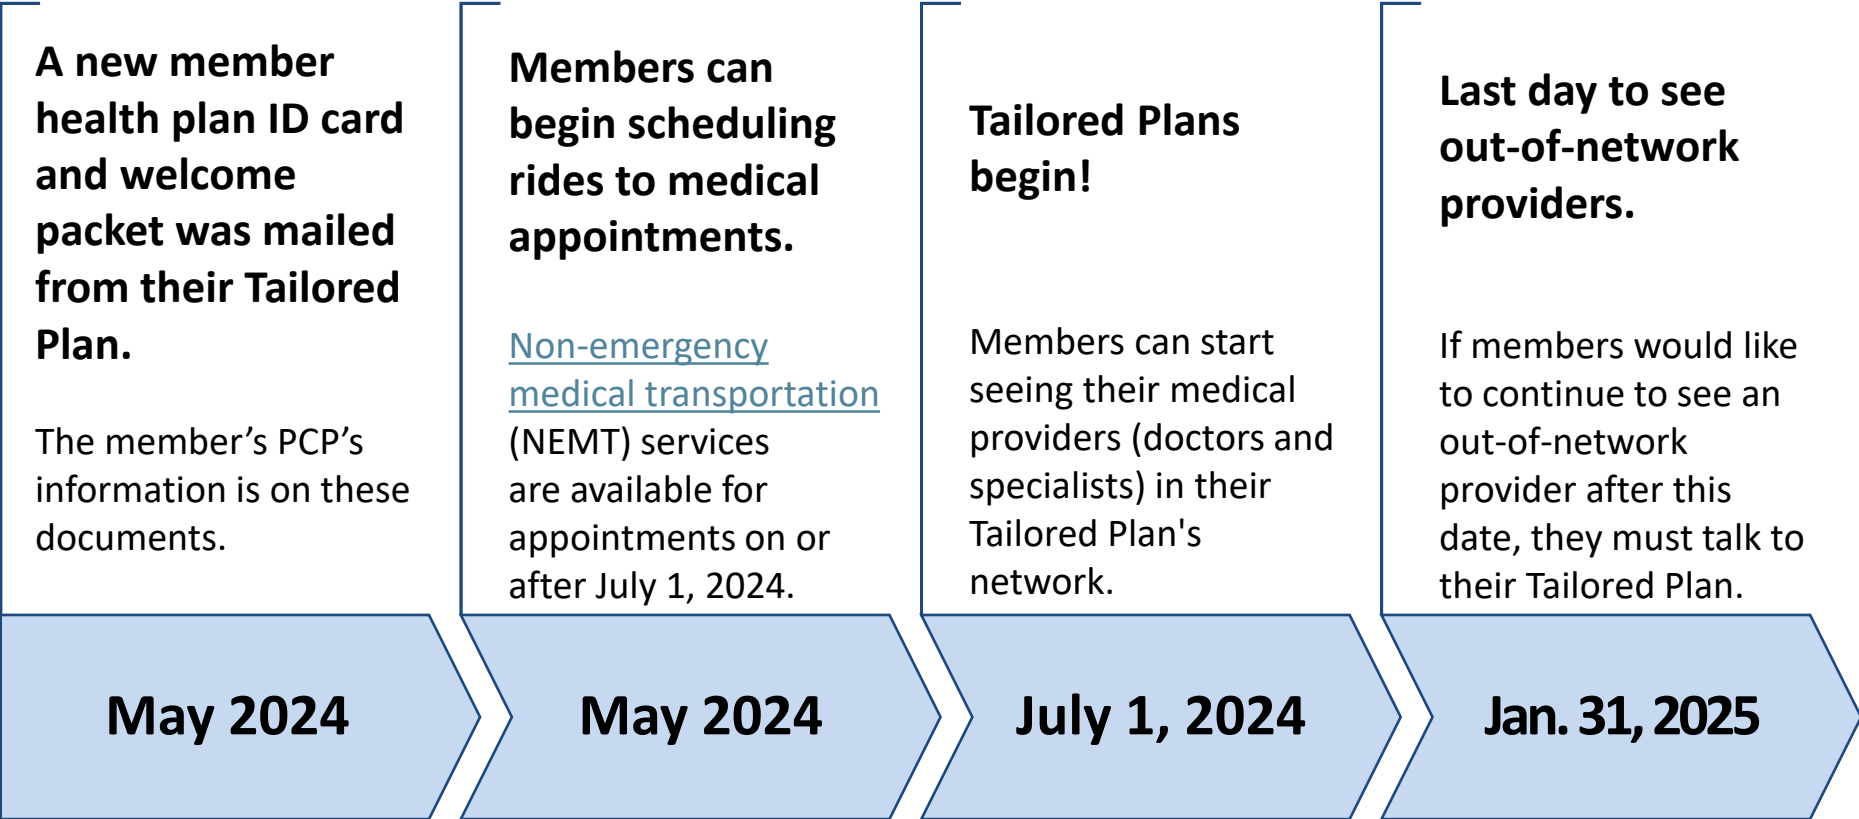 A new member
health plan ID card
and welcome
packet was mailed
from their Tailored
Plan.
The member’s PCP’s
information is on these
documents.
May 2024
Members can
begin scheduling
rides to medical
appointments.
Non-emergency
medical transportation
(NEMT) services
are available for
appointments on or
after July 1, 2024.
May 2024
Tailored Plans
begin!
Members can start
seeing their medical
providers (doctors and
specialists) in their
Tailored Plan's
network.
July 1, 2024
Last day to see
out-of-network
providers.
If members would like
to continue to see an
out-of-network
provider after this
date, they must talk to
their Tailored Plan.
Jan. 31, 2025